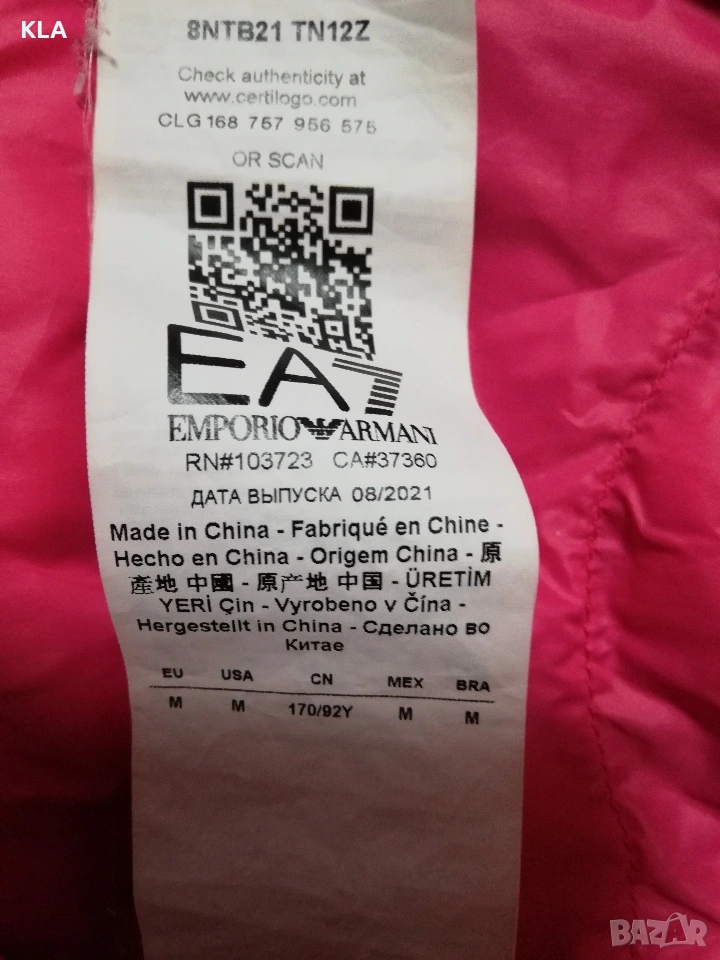 KLA
8NTB21 TN12Z
Check authenticity at
www.certilogo.com
CLG 168 757 956 575
OR SCAN
EA7
EMPORIO ARMANI
RN#103723 CA#37360
ДАТА ВЫПУСКА 08/2021
Made in China - Fabriqué en Chine -
Hecho en China - Origem China - 原
產地 中國 - 原产地 中国 - ÜRETİM
YERİ Çin - Vyrobeno v Čína -
Hergestellt in China - Сделано во
Китае
EU USA CN MEX BRA
M M 170/92Y M M
BAZAR